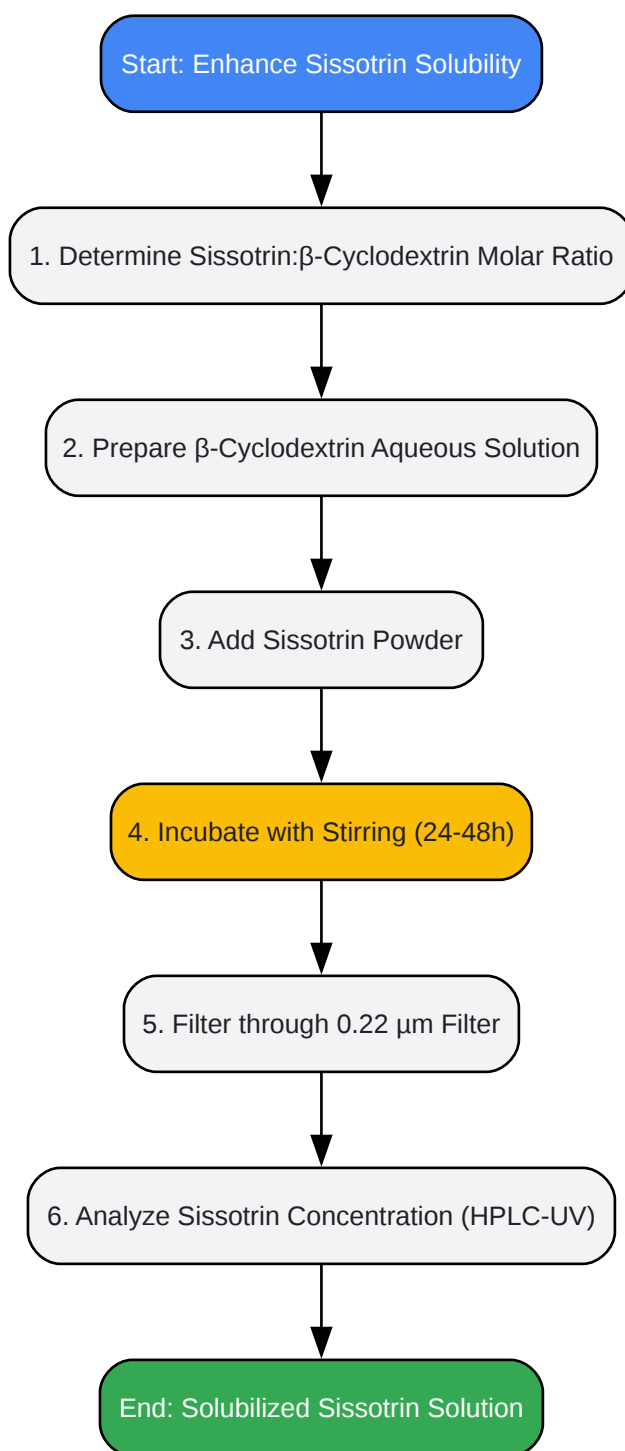 Start: Enhance Sissotrin Solubility
1. Determine Sissotrin:β-Cyclodextrin Molar Ratio
2. Prepare β-Cyclodextrin Aqueous Solution
3. Add Sissotrin Powder
4. Incubate with Stirring (24-48h)
5. Filter through 0.22 µm Filter
6. Analyze Sissotrin Concentration (HPLC-UV)
End: Solubilized Sissotrin Solution